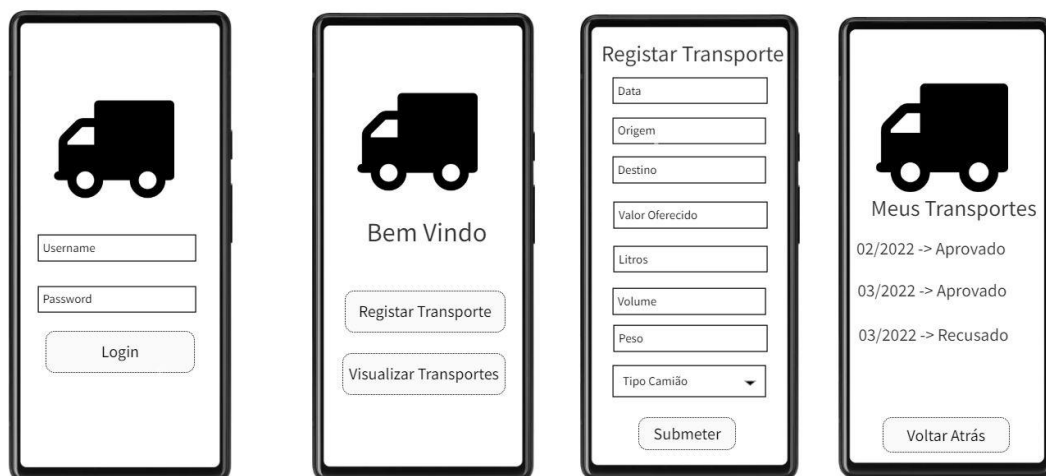 Username
Password
Login
Bem Vindo
Registar Transporte
Visualizar Transportes
Registar Transporte
Data
Origem
Destino
Valor Oferecido
Litros
Volume
Peso
Tipo Camião
Submeter
Meus Transportes
02/2022 -> Aprovado
03/2022 -> Aprovado
03/2022 -> Recusado
Voltar Atrás